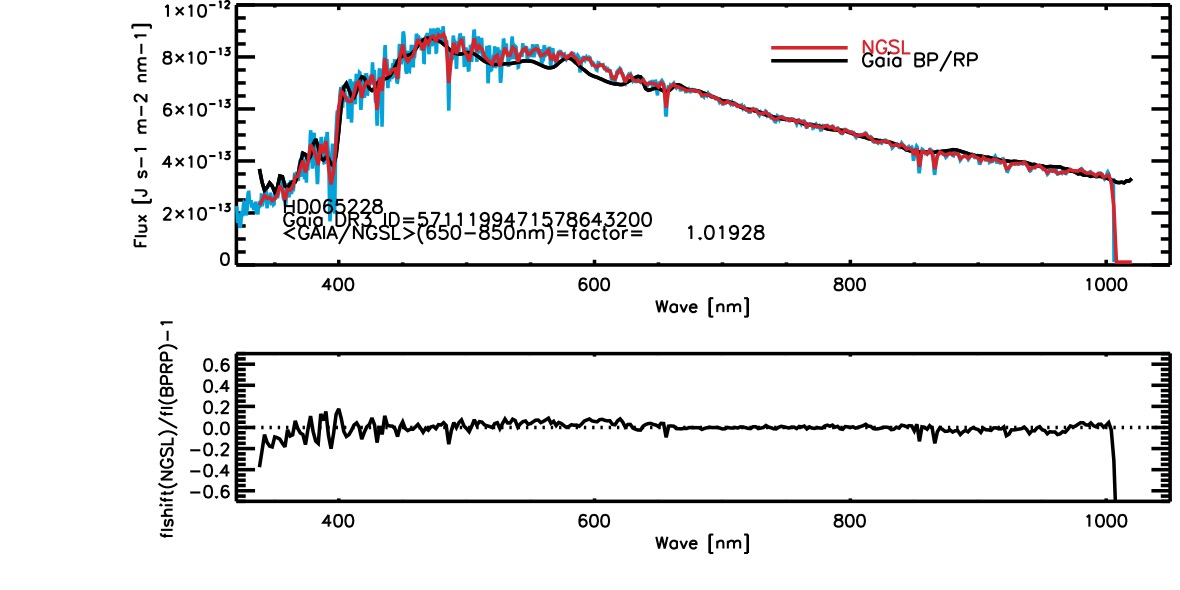 1×10−12
8×10−13
6×10−13
4×10−13
2×10−13
0
Flux [J s−1 m−2 nm−1]
NGSL
Gaia BP/RP
HD065228
Gaia DR3 ID=5711199471578643200
<GAIA/NGSL>(650−850nm)=factor= 1.01928
400 600 800 1000
Wave [nm]
flshift(NGSL)/fl(BPRP)−1
0.6
0.4
0.2
0.0
−0.2
−0.4
−0.6
400 600 800 1000
Wave [nm]